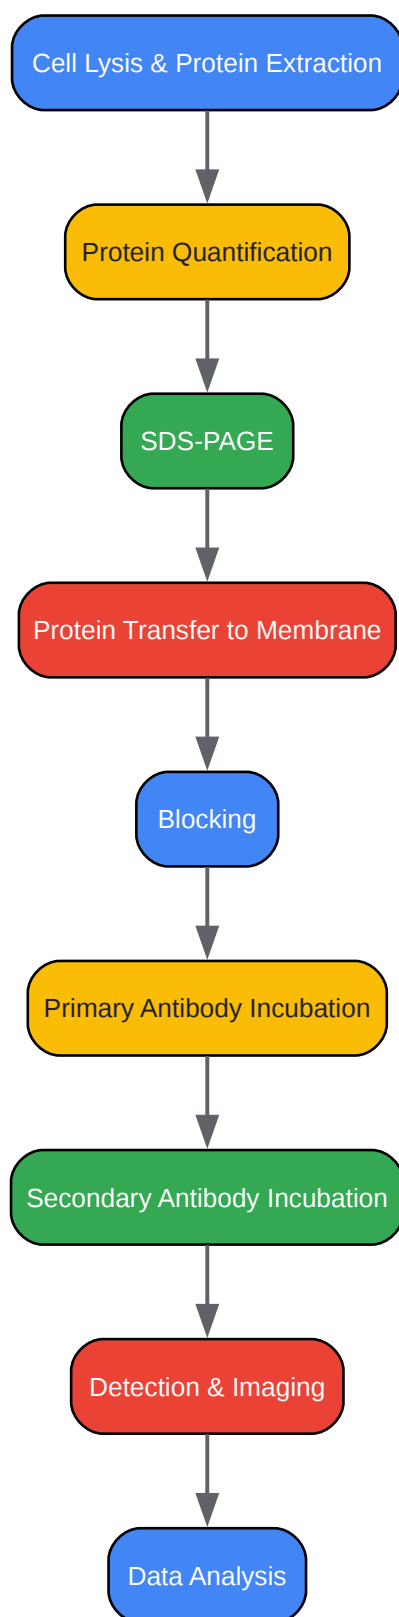 Cell Lysis & Protein Extraction
Protein Quantification
SDS-PAGE
Protein Transfer to Membrane
Blocking
Primary Antibody Incubation
Secondary Antibody Incubation
Detection & Imaging
Data Analysis